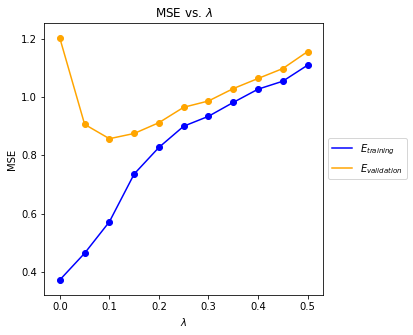 MSE vs. λ
1.2
1.0
0.8
0.6
0.4
MSE
0.0 0.1 0.2 0.3 0.4 0.5
λ
E_training
E_validation